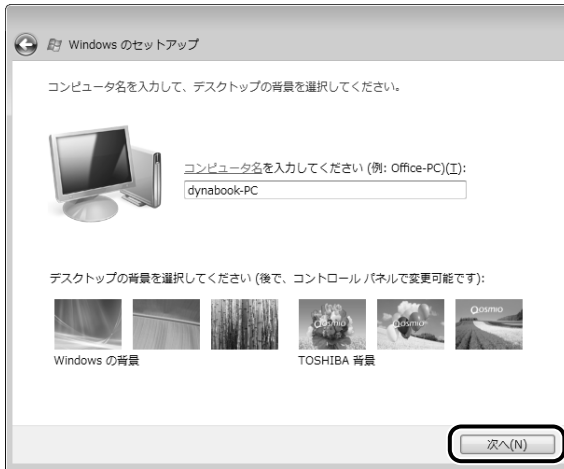 Windows のセットアップ
コンピュータ名を入力して、デスクトップの背景を選択してください。
コンピュータ名を入力してください (例: Office-PC)(T):
dynabook-PC
デスクトップの背景を選択してください (後で、コントロール パネルで変更可能です):
Qosmio
Qosmio
Qosmio
Windows の背景
TOSHIBA 背景
次へ(N)